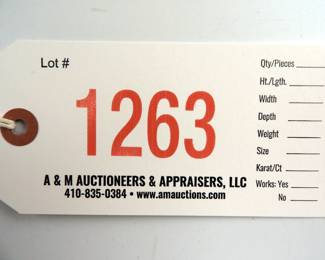 Lot #
1263
A & M AUCTIONEERS & APPRAISERS, LLC
410-835-0384 • www.amauctions.com
Qty/Pieces
Ht./Lgth.
Width
Depth
Weight
Size
Karat/Ct
Works: Yes
No